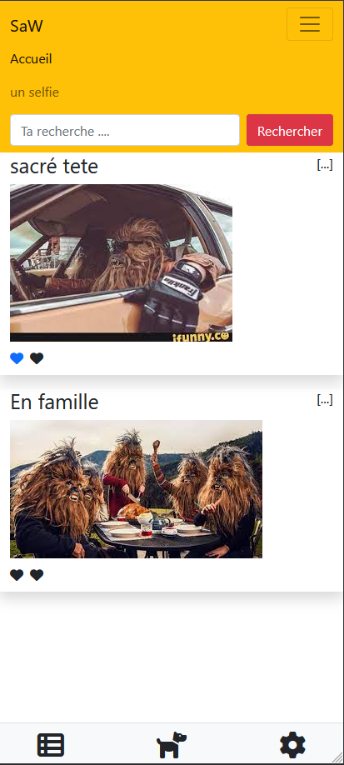 SaW
Accueil
un selfie
Ta recherche ....
Rechercher
sacré tete
[...]
ifunny.co
En famille
[...]